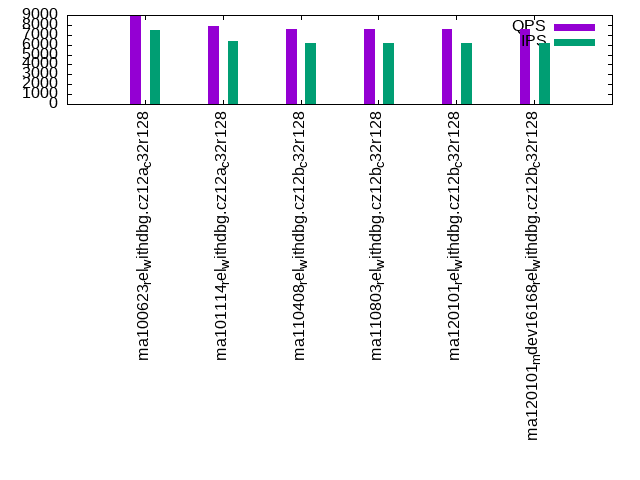 9000
8000
7000
6000
5000
4000
3000
2000
1000
0
QPS
IPS
ma100623relwithdbg.cz12ac32r128
ma101114relwithdbg.cz12ac32r128
ma110408relwithdbg.cz12bc32r128
ma110803relwithdbg.cz12bc32r128
ma120101relwithdbg.cz12bc32r128
ma120101mdev16168relwithdbg.cz12bc32r128